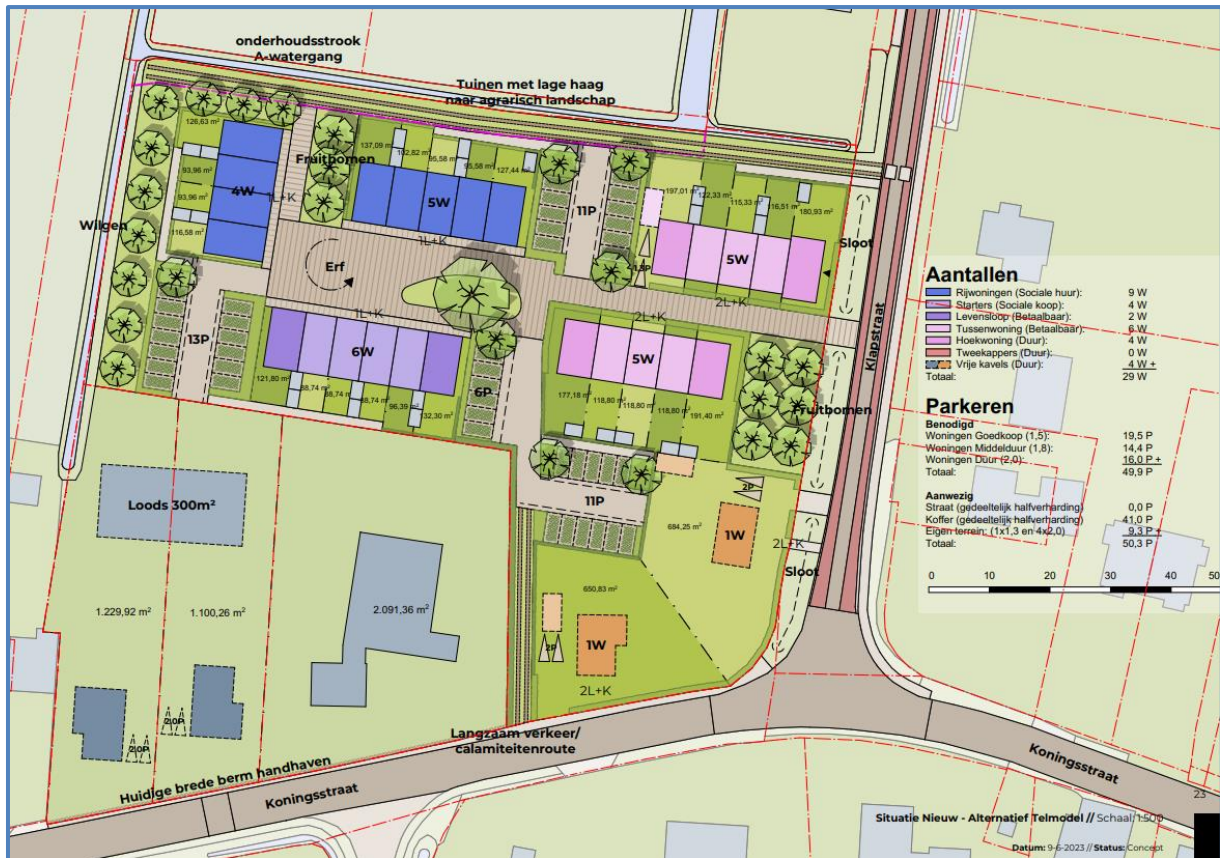 onderhoudsstrook
A-watergang
Tuinen met lage haag
naar agrarisch landschap
126,63 m²
93,96 m²
93,96 m²
116,58 m²
4W
1L+K
Wilgen
Fruitbomen
137,09 m²
102,82 m²
95,58 m²
95,58 m²
127,44 m²
5W
1L+K
11P
197,01 m²
122,33 m²
115,33 m²
180,93 m²
5W
2L+K
Sloot
Klapstraat
Erf
1L+K
13P
6W
121,80 m²
88,74 m²
88,74 m²
88,74 m²
96,39 m²
6P
2L+K
5W
177,18 m²
118,80 m²
118,80 m²
118,80 m²
191,40 m²
Fruitbomen
11P
2P
684,25 m²
1W
2L+K
Sloot
650,83 m²
2P
1W
2L+K
Loods 300m²
1.229,92 m²
1.100,26 m²
2.091,36 m²
2,0P
2,0P
Langzaam verkeer/
calamiteitenroute
Huidige brede berm handhaven
Koningsstraat
Koningsstraat
Aantallen
Rijwoningen (Sociale huur): 9 W
Starters (Sociale koop): 4 W
Levensloop (Betaalbaar): 2 W
Tussenwoning (Betaalbaar): 6 W
Hoekwoning (Duur): 4 W
Tweekappers (Duur): 0 W
Vrije kavels (Duur): 4 W +
Totaal: 29 W
Parkeren
Benodigd
Woningen Goedkoop (1,5): 19,5 P
Woningen Middelduur (1,8): 14,4 P
Woningen Duur (2,0): 16,0 P +
Totaal: 49,9 P
Aanwezig
Straat (gedeeltelijk halfverharding) 0,0 P
Koffer (gedeeltelijk halfverharding) 41,0 P
Eigen terrein: (1x1,3 en 4x2,0) 9,3 P +
Totaal: 50,3 P
0 10 20 30 40 50
23
Situatie Nieuw - Alternatief Telmodel // Schaal: 1:500
Datum: 9-6-2023 // Status: Concept